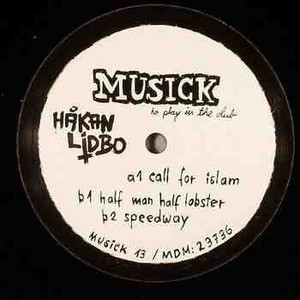 MUSICK
to play in the club
HÅKAN
LIDBO
a1 call for islam
b1 half man half lobster
b2 speedway
MUSICK 13 / MDM: 23736